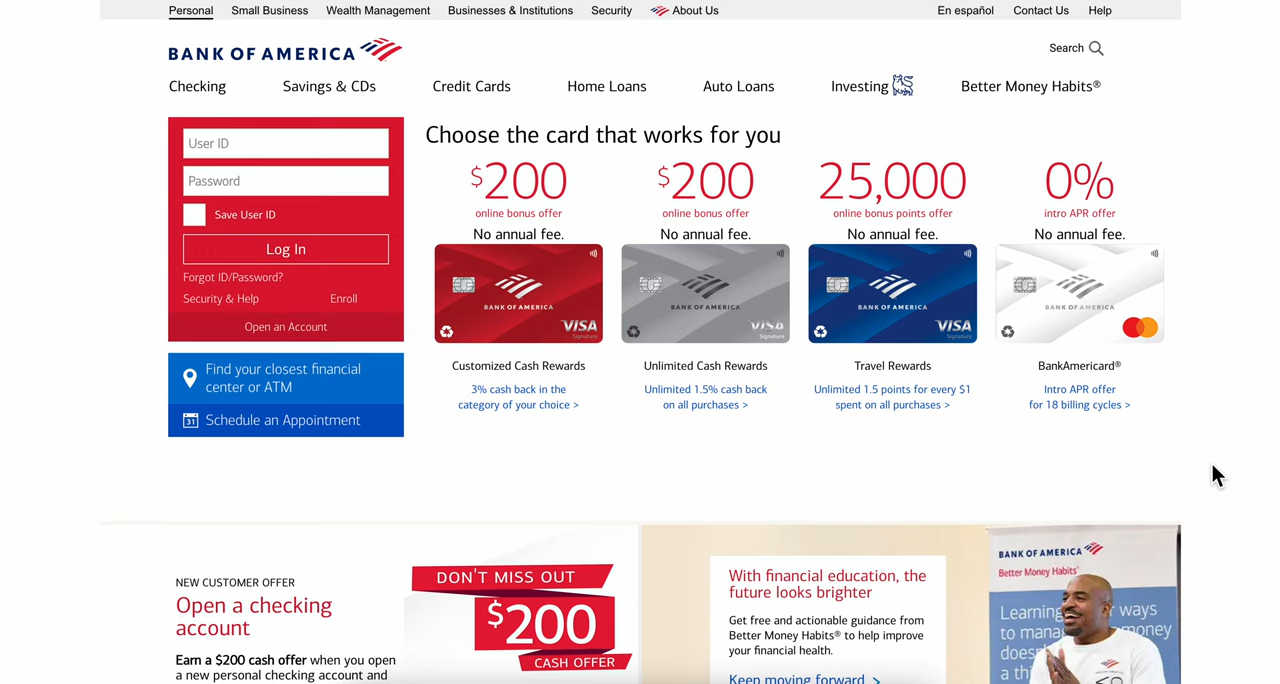 Personal Small Business Wealth Management Businesses & Institutions Security About Us En español Contact Us Help
BANK OF AMERICA
Search
Checking Savings & CDs Credit Cards Home Loans Auto Loans Investing Better Money Habits®
User ID
Password
Save User ID
Log In
Forgot ID/Password?
Security & Help Enroll
Open an Account
Find your closest financial
center or ATM
31 Schedule an Appointment
Choose the card that works for you
$200
online bonus offer
No annual fee.
BANK OF AMERICA
VISA
Signature
Customized Cash Rewards
3% cash back in the
category of your choice >
$200
online bonus offer
No annual fee.
BANK OF AMERICA
VISA
Signature
Unlimited Cash Rewards
Unlimited 1.5% cash back
on all purchases >
25,000
online bonus points offer
No annual fee.
BANK OF AMERICA
VISA
Signature
Travel Rewards
Unlimited 1.5 points for every $1
spent on all purchases >
0%
intro APR offer
No annual fee.
BANK OF AMERICA
BankAmericard®
Intro APR offer
for 18 billing cycles >
NEW CUSTOMER OFFER
Open a checking
account
Earn a $200 cash offer when you open
a new personal checking account and
DON'T MISS OUT
$200
CASH OFFER
With financial education, the
future looks brighter
Get free and actionable guidance from
Better Money Habits® to help improve
your financial health.
Keep moving forward >
BANK OF AMERICA
Better Money Habits®
Learning ways
to mana money
doesn
a th